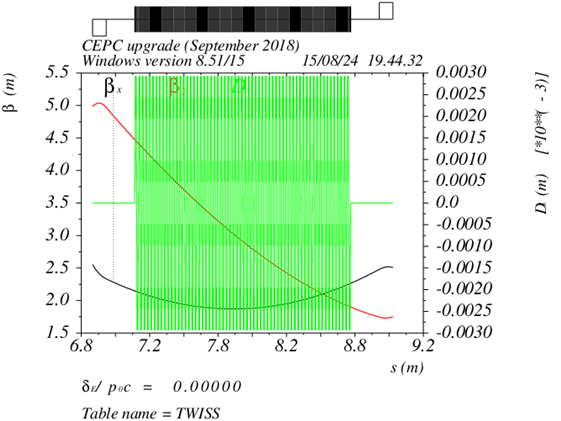 CEPC upgrade (September 2018)
Windows version 8.51/15 15/08/24 19.44.32
5.5 0.0030
βx β D
5.0 0.0025
0.0020
4.5 0.0015
4.0 0.0010
0.0005
3.5 0.0
-0.0005
3.0 -0.0010
2.5 -0.0015
2.0 -0.0020
-0.0025
1.5 -0.0030
β (m)
D (m) [*10**( - 3)]
6.8 7.2 7.8 8.2 8.8 9.2
s (m)
δE/ p0c = 0.00000
Table name = TWISS